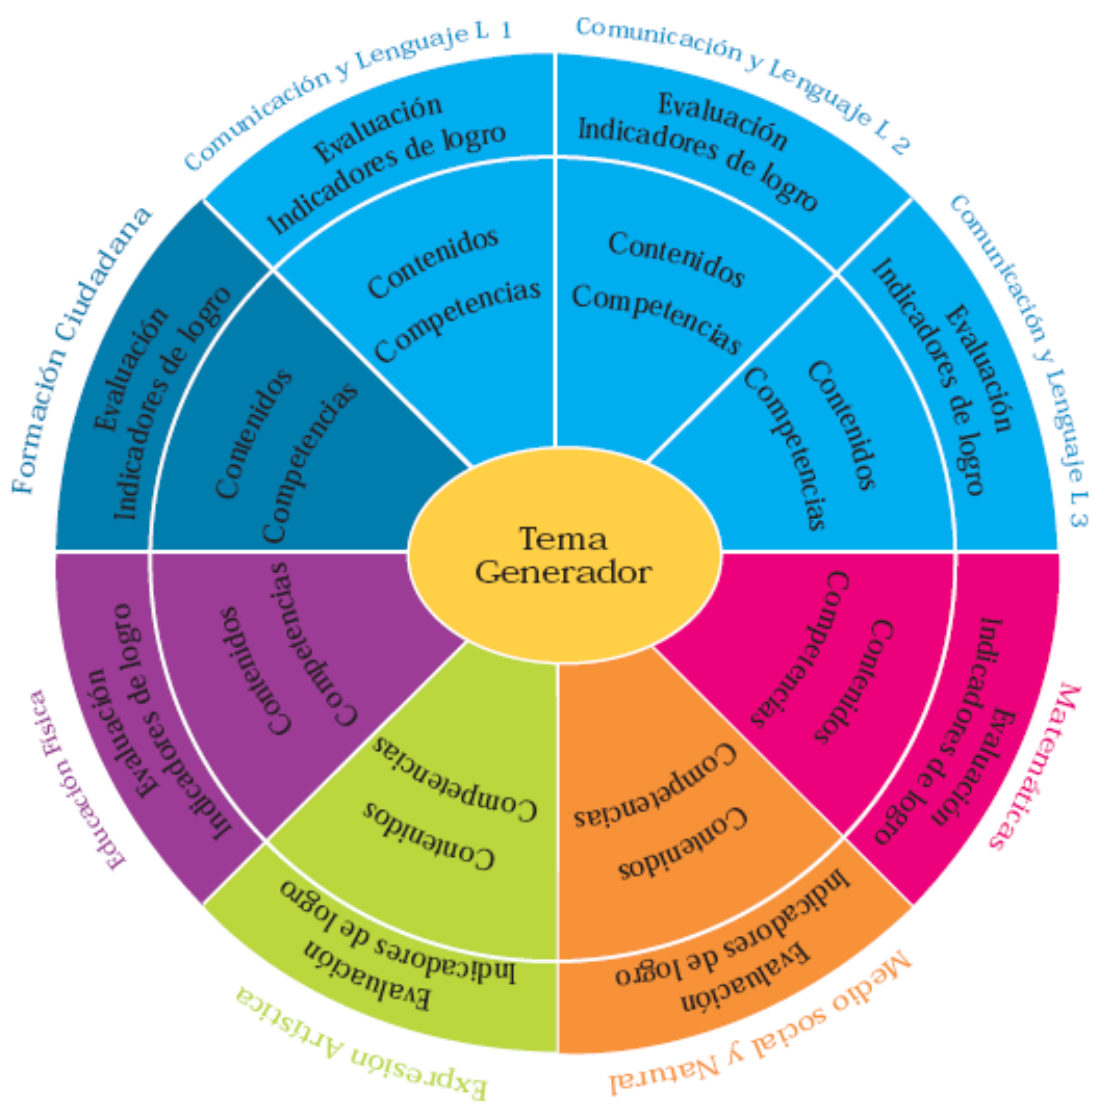 Comunicación y Lenguaje L 1
Evaluación
Indicadores de logro
Contenidos
Competencias
Comunicación y Lenguaje L 2
Evaluación
Indicadores de logro
Contenidos
Competencias
Comunicación y Lenguaje L 3
Evaluación
Indicadores de logro
Contenidos
Competencias
Matemáticas
Evaluación
Indicadores de logro
Contenidos
Competencias
Medio social y Natural
Evaluación
Indicadores de logro
Contenidos
Competencias
Expresión Artística
Evaluación
Indicadores de logro
Contenidos
Competencias
Educación Física
Evaluación
Indicadores de logro
Contenidos
Competencias
Formación Ciudadana
Evaluación
Indicadores de logro
Contenidos
Competencias
Tema
Generador